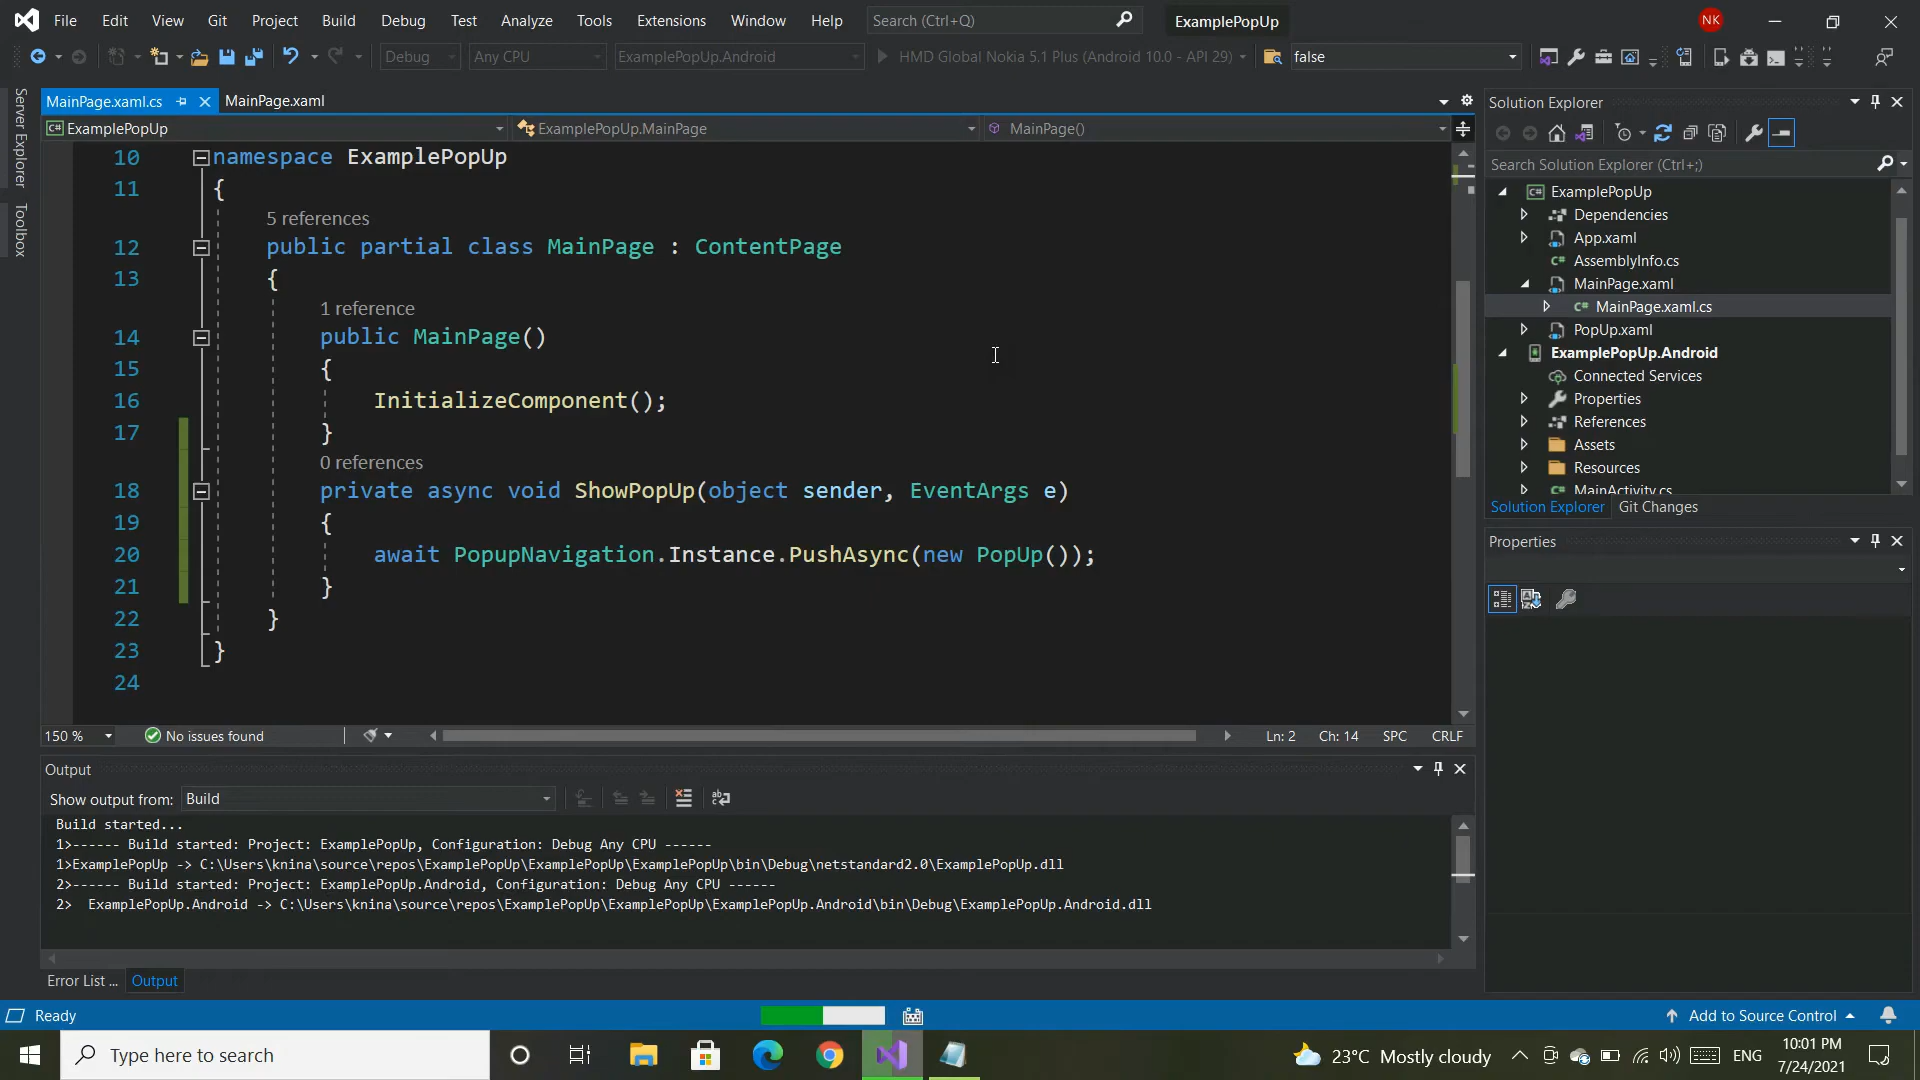 File Edit View Git Project Build Debug Test Analyze Tools Extensions Window Help Search (Ctrl+Q) ExamplePopUp NK
Debug Any CPU ExamplePopUp.Android HMD Global Nokia 5.1 Plus (Android 10.0 - API 29) false
Server Explorer
Toolbox
MainPage.xaml.cs MainPage.xaml
ExamplePopUp ExamplePopUp.MainPage MainPage()
10 namespace ExamplePopUp
11 {
5 references
12 public partial class MainPage : ContentPage
13 {
1 reference
14 public MainPage()
15 {
16 InitializeComponent();
17 }
0 references
18 private async void ShowPopUp(object sender, EventArgs e)
19 {
20 await PopupNavigation.Instance.PushAsync(new PopUp());
21 }
22 }
23 }
24
150 % No issues found Ln: 2 Ch: 14 SPC CRLF
Output
Show output from: Build
Build started...
1>------ Build started: Project: ExamplePopUp, Configuration: Debug Any CPU ------
1>ExamplePopUp -> C:\Users\knina\source\repos\ExamplePopUp\ExamplePopUp\ExamplePopUp\bin\Debug\netstandard2.0\ExamplePopUp.dll
2>------ Build started: Project: ExamplePopUp.Android, Configuration: Debug Any CPU ------
2>  ExamplePopUp.Android -> C:\Users\knina\source\repos\ExamplePopUp\ExamplePopUp\ExamplePopUp.Android\bin\Debug\ExamplePopUp.Android.dll
Error List ... Output
Solution Explorer
Search Solution Explorer (Ctrl+;)
ExamplePopUp
Dependencies
App.xaml
AssemblyInfo.cs
MainPage.xaml
MainPage.xaml.cs
PopUp.xaml
ExamplePopUp.Android
Connected Services
Properties
References
Assets
Resources
MainActivity.cs
Solution Explorer Git Changes
Properties
Ready Add to Source Control
Type here to search 23°C Mostly cloudy ENG 10:01 PM
7/24/2021